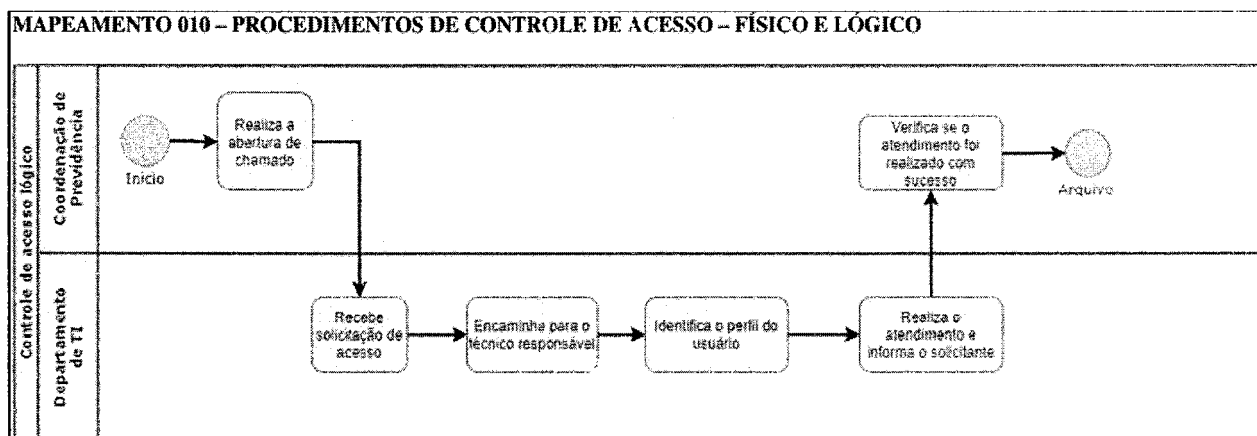 MAPEAMENTO 010 – PROCEDIMENTOS DE CONTROLE DE ACESSO – FÍSICO E LÓGICO
Controle de acesso lógico
Coordenação de
Previdência
Início
Realiza a
abertura de
chamado
Verifica se o
atendimento foi
realizado com
sucesso
Arquivo
Departamento
de TI
Recebe
solicitação de
acesso
Encaminha para o
técnico responsável
Identifica o perfil do
usuário
Realiza o
atendimento e
informa o solicitante